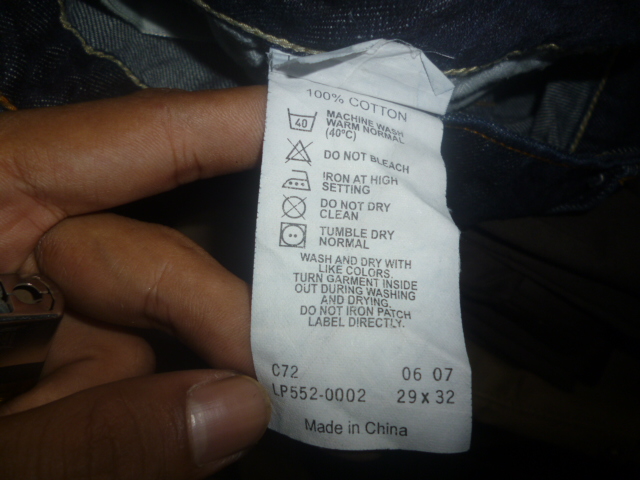 100% COTTON
40
MACHINE WASH
WARM NORMAL
(40°C)
DO NOT BLEACH
IRON AT HIGH
SETTING
DO NOT DRY
CLEAN
TUMBLE DRY
NORMAL
WASH AND DRY WITH
LIKE COLORS.
TURN GARMENT INSIDE
OUT DURING WASHING
AND DRYING.
DO NOT IRON PATCH
LABEL DIRECTLY.
C72 06 07
LP552-0002 29 x 32
Made in China